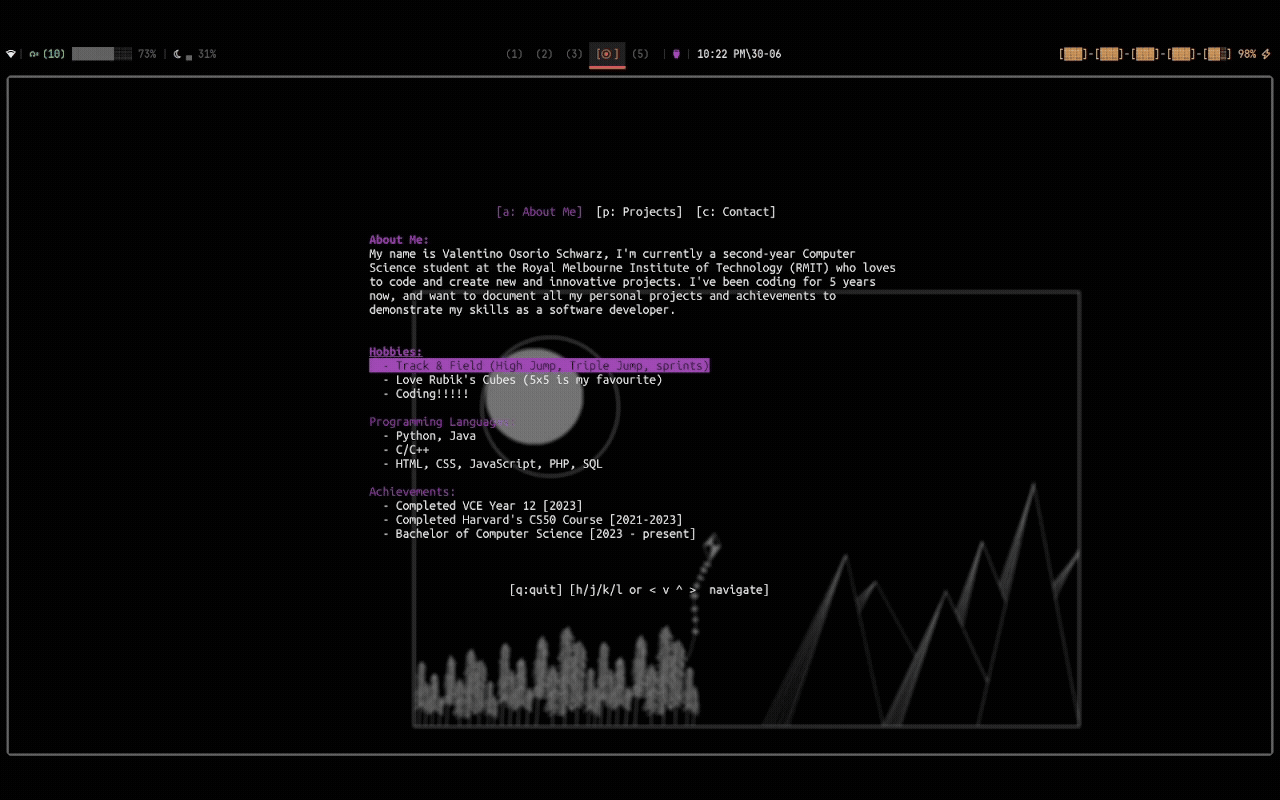 (10) 73% 31% (1) (2) (3) (5) 10:22 PM\30-06 98%
[a: About Me] [p: Projects] [c: Contact]
About Me:
My name is Valentino Osorio Schwarz, I'm currently a second-year Computer
Science student at the Royal Melbourne Institute of Technology (RMIT) who loves
to code and create new and innovative projects. I've been coding for 5 years
now, and want to document all my personal projects and achievements to
demonstrate my skills as a software developer.
Hobbies:
- Track & Field (High Jump, Triple Jump, sprints)
- Love Rubik's Cubes (5x5 is my favourite)
- Coding!!!!!
Programming Languages:
- Python, Java
- C/C++
- HTML, CSS, JavaScript, PHP, SQL
Achievements:
- Completed VCE Year 12 [2023]
- Completed Harvard's CS50 Course [2021-2023]
- Bachelor of Computer Science [2023 - present]
[q:quit] [h/j/k/l or < v ^ > navigate]